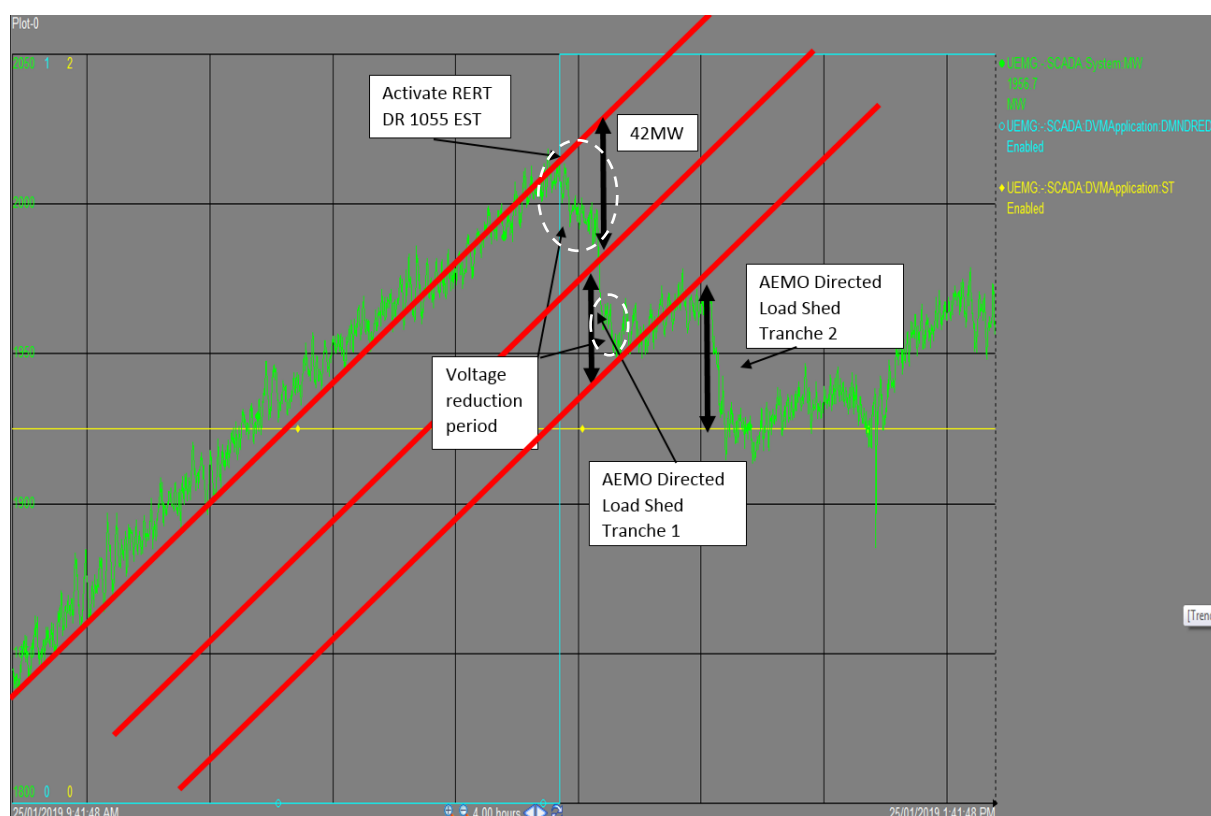 Plot-0
2050 1 2
2000
1950
1900
1800 0 0
Activate RERT
DR 1055 EST
42MW
AEMO Directed
Load Shed
Tranche 2
Voltage
reduction
period
AEMO Directed
Load Shed
Tranche 1
UEMG:-:SCADA:System:MW
1956.7
MW
UEMG:-:SCADA:DVMApplication:DMNDRED
Enabled
UEMG:-:SCADA:DVMApplication:ST
Enabled
[Tren
25/01/2019 9:41:48 AM
4.00 hours
25/01/2019 1:41:48 PM